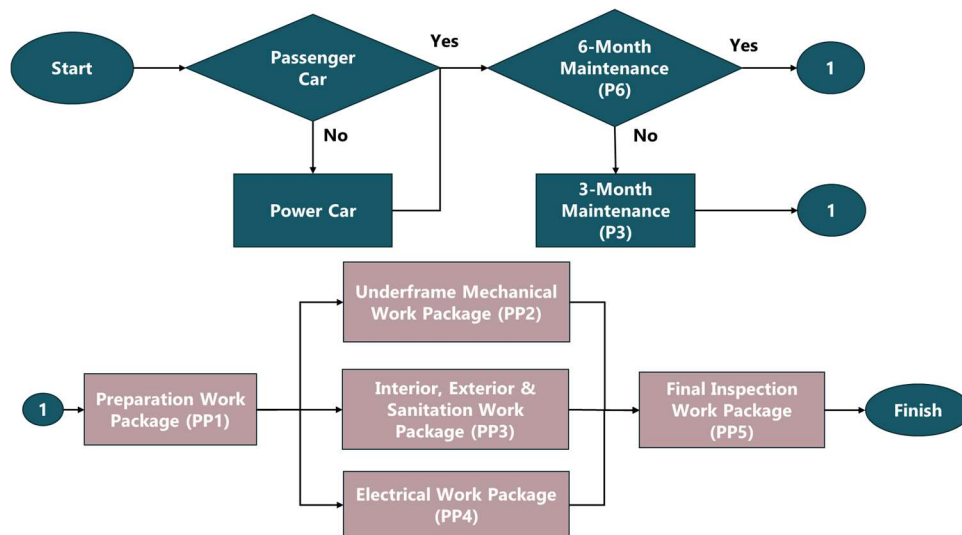 Start
Passenger
Car
Yes
6-Month
Maintenance
(P6)
Yes
1
No
No
Power Car
3-Month
Maintenance
(P3)
1
Underframe Mechanical
Work Package (PP2)
1
Preparation Work
Package (PP1)
Interior, Exterior &
Sanitation Work
Package (PP3)
Final Inspection
Work Package
(PP5)
Finish
Electrical Work Package
(PP4)